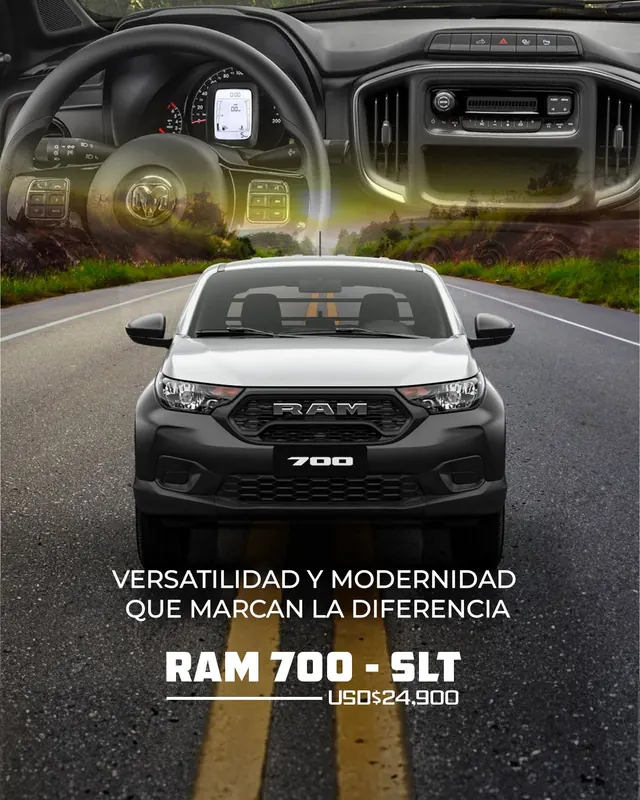 RAM
700
VERSATILIDAD Y MODERNIDAD
QUE MARCAN LA DIFERENCIA
RAM 700 - SLT
USD$24,900